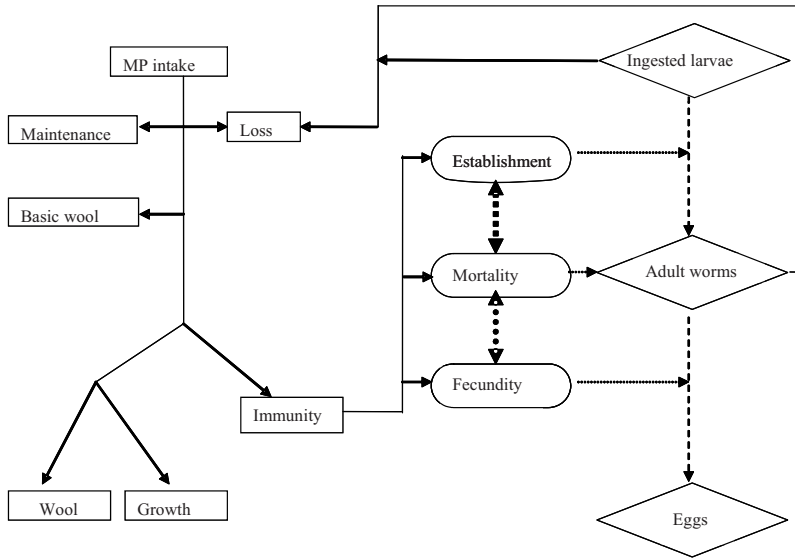 MP intake
Ingested larvae
Maintenance
Loss
Establishment
Basic wool
Mortality
Adult worms
Fecundity
Immunity
Wool
Growth
Eggs